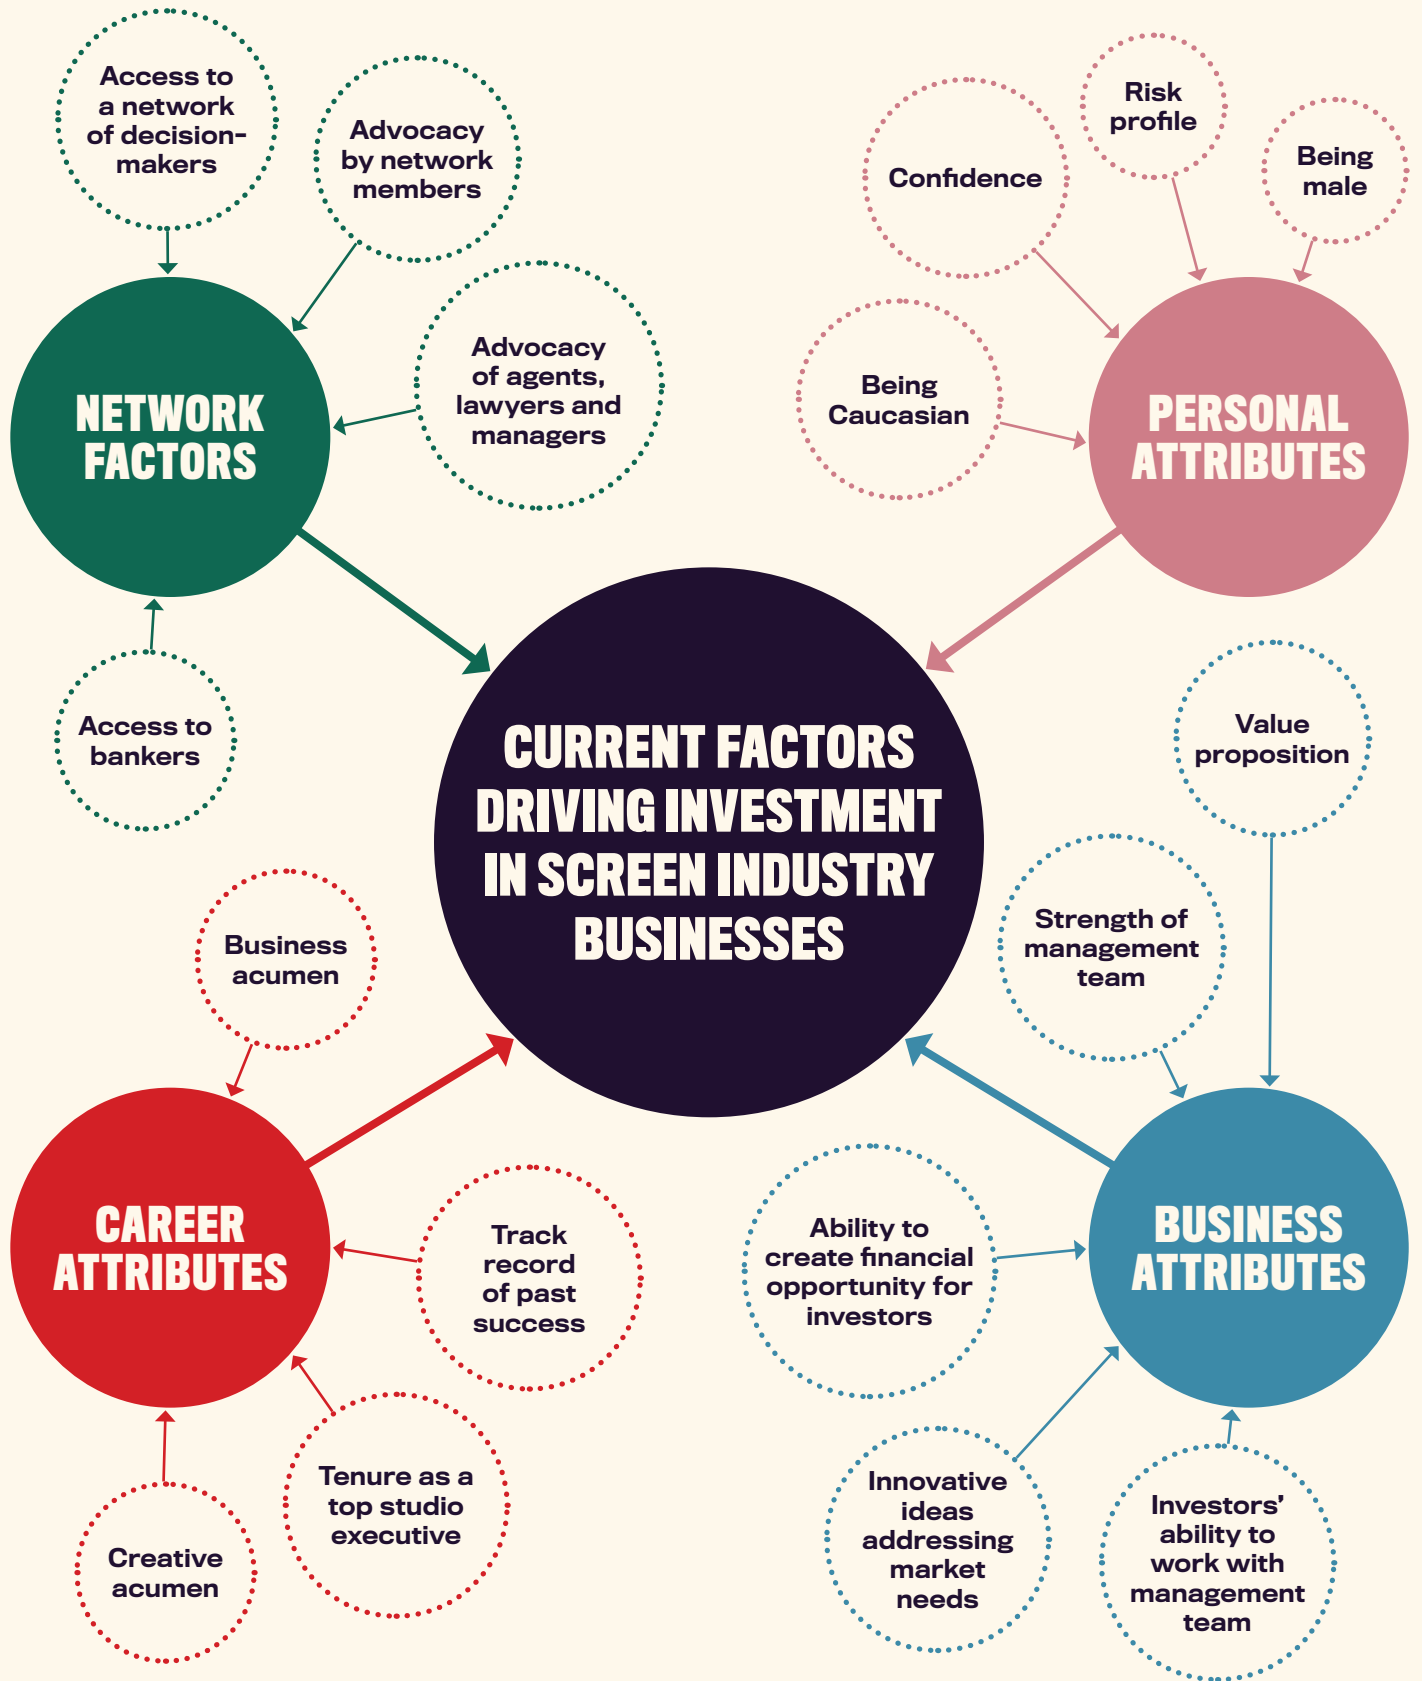 Access to
a network
of decision-
makers
Advocacy
by network
members
Advocacy
of agents,
lawyers and
managers
NETWORK
FACTORS
Access to
bankers
Confidence
Risk
profile
Being
male
Being
Caucasian
PERSONAL
ATTRIBUTES
CURRENT FACTORS
DRIVING INVESTMENT
IN SCREEN INDUSTRY
BUSINESSES
Business
acumen
CAREER
ATTRIBUTES
Track
record
of past
success
Tenure as a
top studio
executive
Creative
acumen
Value
proposition
Strength of
management
team
BUSINESS
ATTRIBUTES
Ability to
create financial
opportunity for
investors
Innovative
ideas
addressing
market
needs
Investors’
ability to
work with
management
team